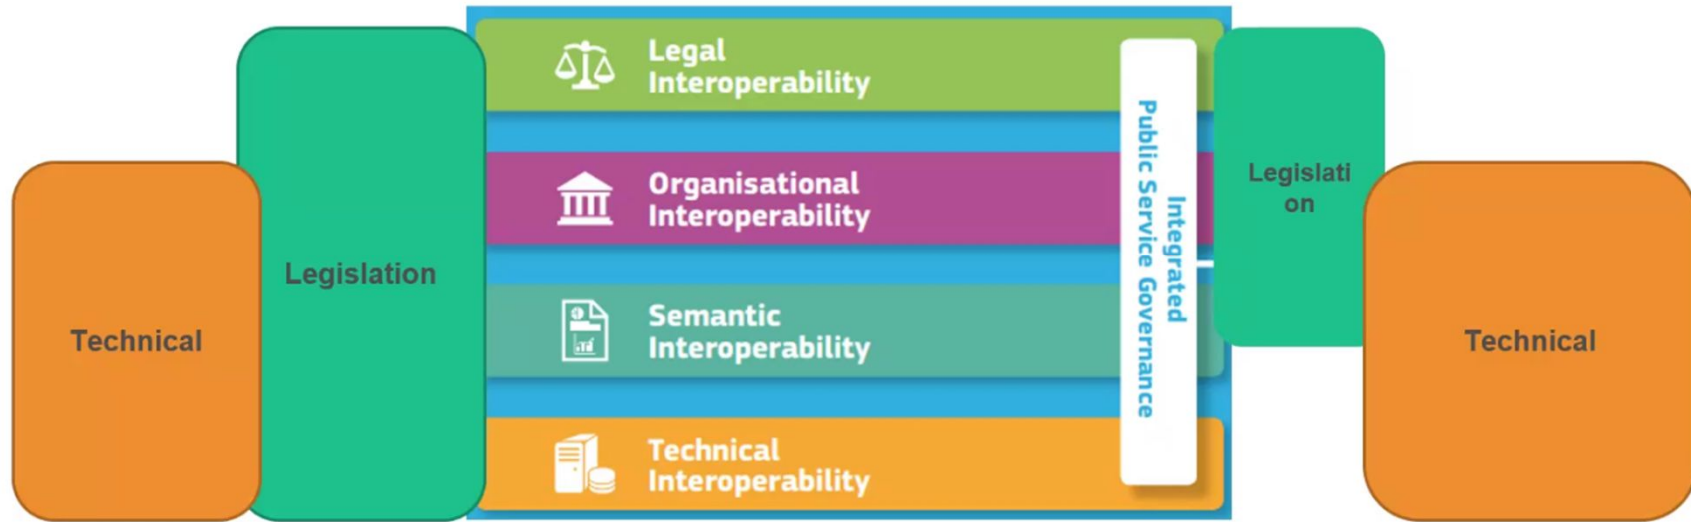 Technical
Legislation
Legal
Interoperability
Organisational
Interoperability
Semantic
Interoperability
Technical
Interoperability
Integrated
Public Service Governance
Legislati
on
Technical